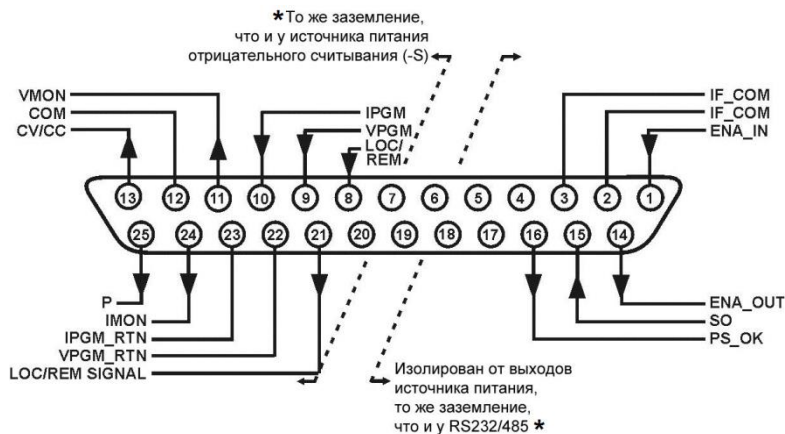 * То же заземление,
что и у источника питания
отрицательного считывания (-S)
VMON
COM
CV/CC
IPGM
VPGM
LOC/
REM
IF_COM
IF_COM
ENA_IN
13 12 11 10 9 8 7 6 5 4 3 2 1
25 24 23 22 21 20 19 18 17 16 15 14
P
IMON
IPGM_RTN
VPGM_RTN
LOC/REM SIGNAL
ENA_OUT
SO
PS_OK
Изолирован от выходов
источника питания,
то же заземление,
что и у RS232/485 *